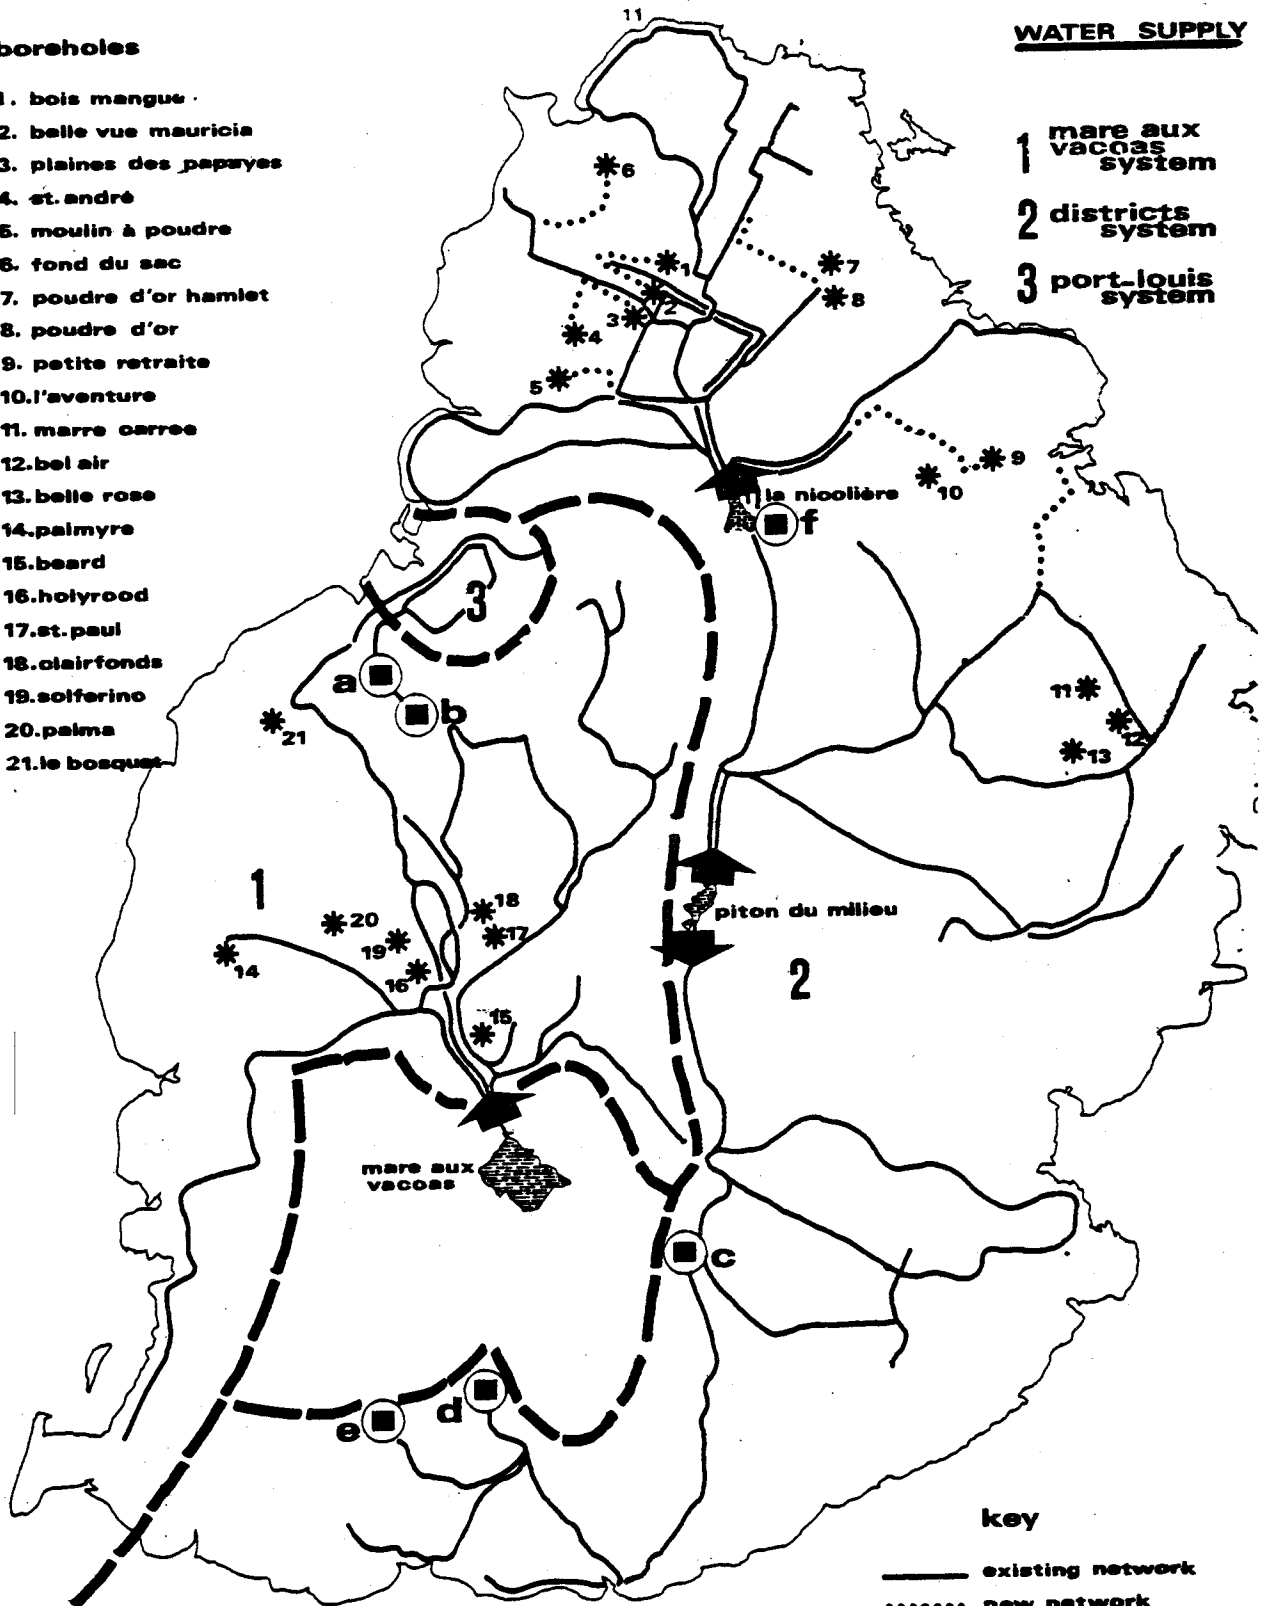 11
WATER SUPPLY
boreholes
1. bois mangue
2. belle vue mauricia
3. plaines des papayes
4. st. andré
5. moulin à poudre
6. fond du sac
7. poudre d'or hamlet
8. poudre d'or
9. petite retraite
10. l'aventure
11. marre carree
12. bel air
13. belle rose
14. palmyre
15. beard
16. holyrood
17. st. paul
18. clairfonds
19. solferino
20. palma
21. le bosquet
1 mare aux
vacoas
system
2 districts
system
3 port-louis
system
6
1
7
2
8
3
4
5
9
10
la nicolière
f
3
a
b
21
11
12
13
1
18
20
17
19
16
14
15
piton du milieu
2
mare aux
vacoas
c
d
e
key
existing network
new network